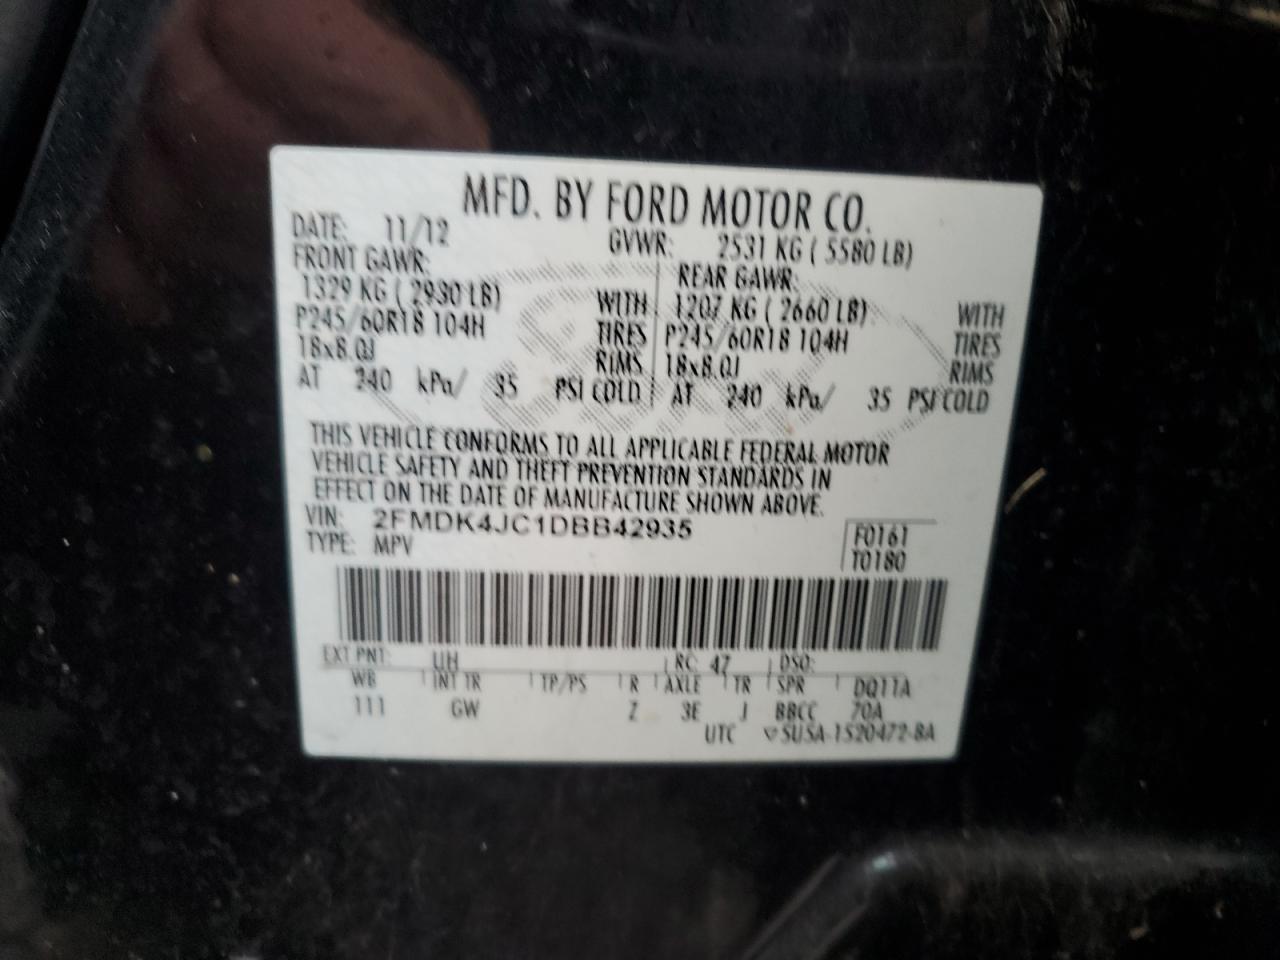 MFD. BY FORD MOTOR CO.
DATE: 11/12 GVWR: 2531 KG ( 5580 LB)
FRONT GAWR: REAR GAWR:
1329 KG ( 2930 LB) WITH 1207 KG ( 2660 LB) WITH
P245/60R18 104H TIRES P245/60R18 104H TIRES
18x8.0J RIMS 18x8.0J RIMS
AT 240 kPa/ 35 PSI COLD AT 240 kPa/ 35 PSI COLD
THIS VEHICLE CONFORMS TO ALL APPLICABLE FEDERAL MOTOR
VEHICLE SAFETY AND THEFT PREVENTION STANDARDS IN
EFFECT ON THE DATE OF MANUFACTURE SHOWN ABOVE.
VIN: 2FMDK4JC1DBB42935 F0161
TYPE: MPV T0180
EXT PNT: UH RC: 47 DSO:
WB INT TR TP/PS R AXLE TR SPR DQ11A
111 GW Z 3E J BBCC 70A
UTC ▽5U5A-1520472-BA